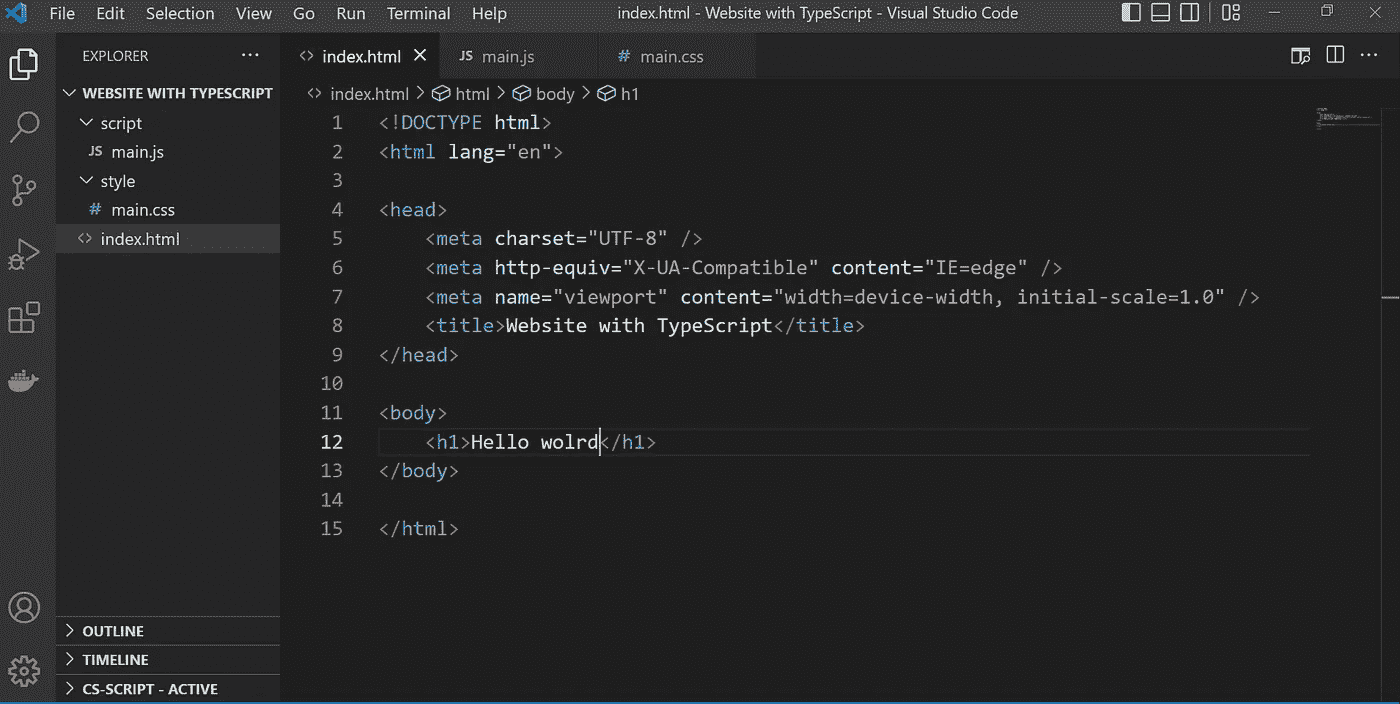 File Edit Selection View Go Run Terminal Help index.html - Website with TypeScript - Visual Studio Code
EXPLORER ...
WEBSITE WITH TYPESCRIPT
script
JS main.js
style
# main.css
<> index.html
OUTLINE
TIMELINE
CS-SCRIPT - ACTIVE
<> index.html JS main.js # main.css
<> index.html > html > body > h1
1 <!DOCTYPE html>
2 <html lang="en">
3
4 <head>
5 <meta charset="UTF-8" />
6 <meta http-equiv="X-UA-Compatible" content="IE=edge" />
7 <meta name="viewport" content="width=device-width, initial-scale=1.0" />
8 <title>Website with TypeScript</title>
9 </head>
10
11 <body>
12 <h1>Hello wolrd</h1>
13 </body>
14
15 </html>